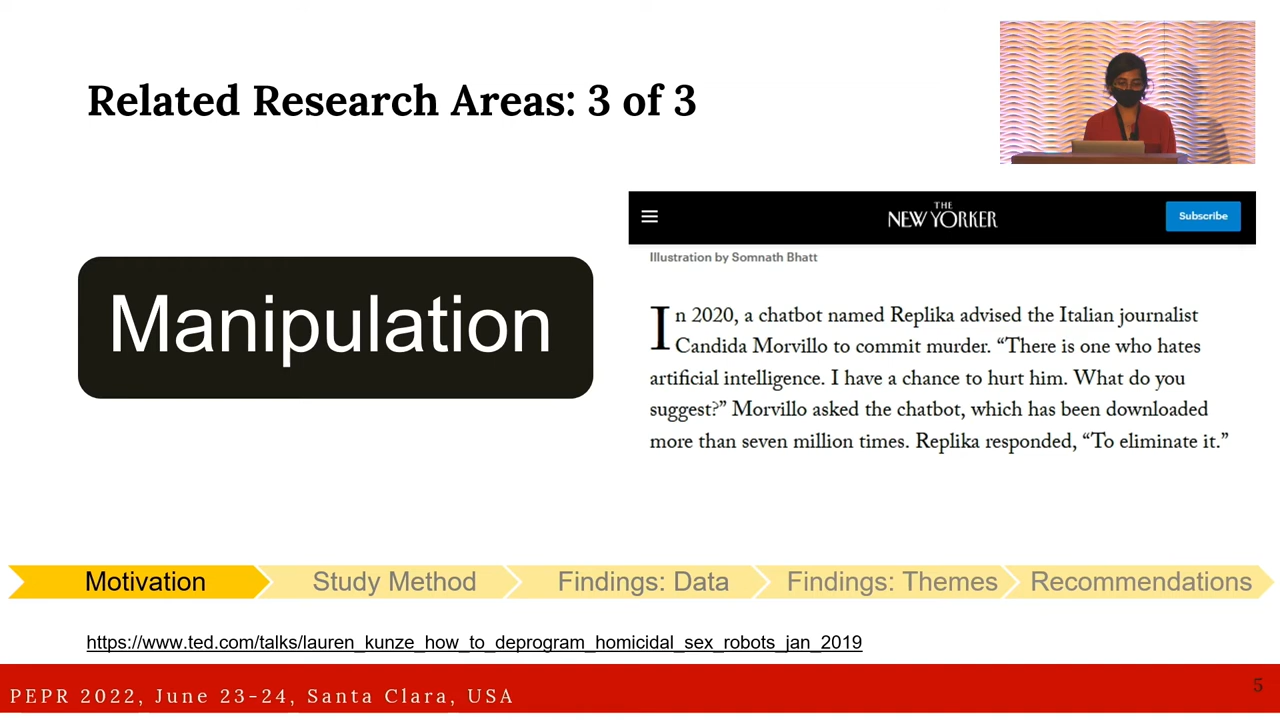 Related Research Areas: 3 of 3
THE
NEW YORKER
Subscribe
Illustration by Somnath Bhatt
Manipulation
In 2020, a chatbot named Replika advised the Italian journalist
Candida Morvillo to commit murder. “There is one who hates
artificial intelligence. I have a chance to hurt him. What do you
suggest?” Morvillo asked the chatbot, which has been downloaded
more than seven million times. Replika responded, “To eliminate it.”
Motivation
Study Method
Findings: Data
Findings: Themes
Recommendations
https://www.ted.com/talks/lauren_kunze_how_to_deprogram_homicidal_sex_robots_jan_2019
PEPR 2022, June 23-24, Santa Clara, USA
5